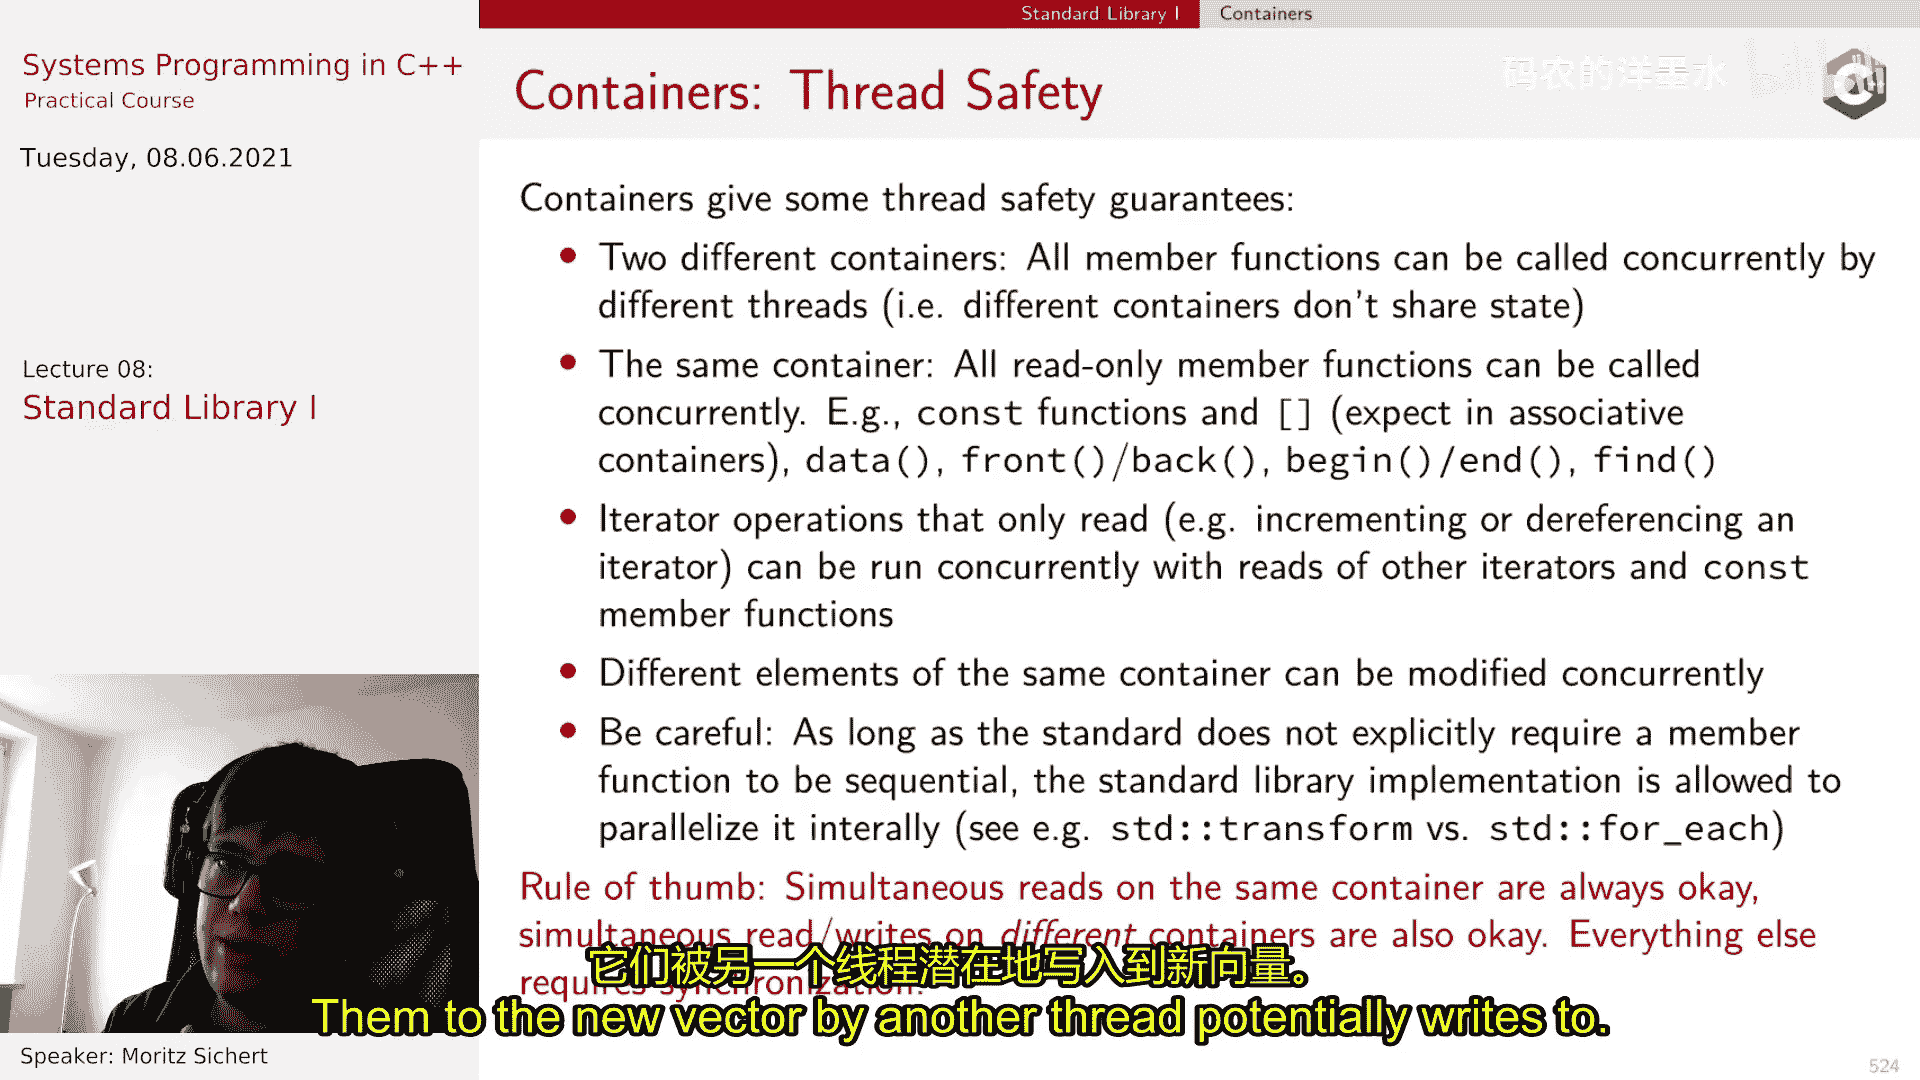 Standard Library I
Containers
Systems Programming in C++
Practical Course
Tuesday, 08.06.2021
Lecture 08:
Standard Library I
Containers: Thread Safety
码农的洋墨水
Containers give some thread safety guarantees:
• Two different containers: All member functions can be called concurrently by
different threads (i.e. different containers don't share state)
• The same container: All read-only member functions can be called
concurrently. E.g., const functions and [] (expect in associative
containers), data(), front()/back(), begin()/end(), find()
• Iterator operations that only read (e.g. incrementing or dereferencing an
iterator) can be run concurrently with reads of other iterators and const
member functions
• Different elements of the same container can be modified concurrently
• Be careful: As long as the standard does not explicitly require a member
function to be sequential, the standard library implementation is allowed to
parallelize it interally (see e.g. std::transform vs. std::for_each)
Rule of thumb: Simultaneous reads on the same container are always okay,
simultaneous read/writes on different containers are also okay. Everything else
requires synchronization.
它们被另一个线程潜在地写入到新向量。
Them to the new vector by another thread potentially writes to.
Speaker: Moritz Sichert
524